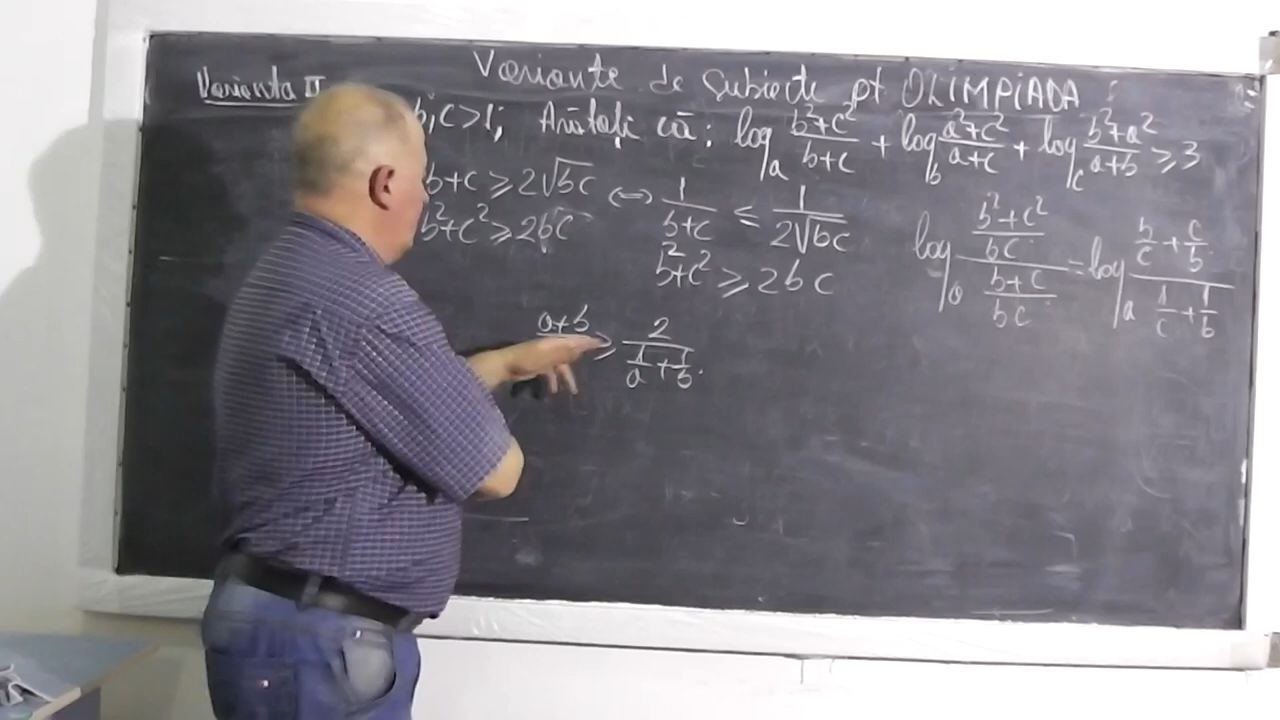 Variante de subiecte pt OLIMPIADA :
Varianta II
b,c>1; Arătați că: log_a (b²+c²)/(b+c) + log_b (a²+c²)/(a+c) + log_c (b²+a²)/(a+b) ≥ 3
b+c ≥ 2√bc ⇔ 1/(b+c) ≤ 1/(2√bc)
b²+c² ≥ 2bc
b²+c² ≥ 2bc
log_a ((b²+c²)/bc)/((b+c)/bc) = log_a (b/c + c/b)/(1/c + 1/b)
a+b ≥ 2/(1/a + 1/b)